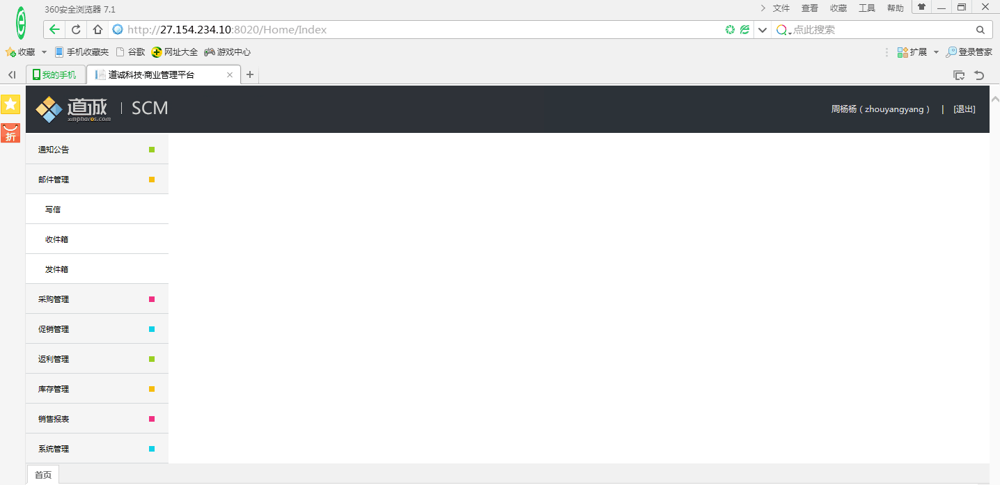 360安全浏览器 7.1
文件 查看 收藏 工具 帮助
http://27.154.234.10:8020/Home/Index
点此搜索
收藏 手机收藏夹 谷歌 网址大全 游戏中心
扩展 登录管家
我的手机 道诚科技·商业管理平台
折
道诚 | SCM
xmpharos.com
周杨杨 ( zhouyangyang ) | [退出]
通知公告
邮件管理
写信
收件箱
发件箱
采购管理
促销管理
返利管理
库存管理
销售报表
系统管理
首页